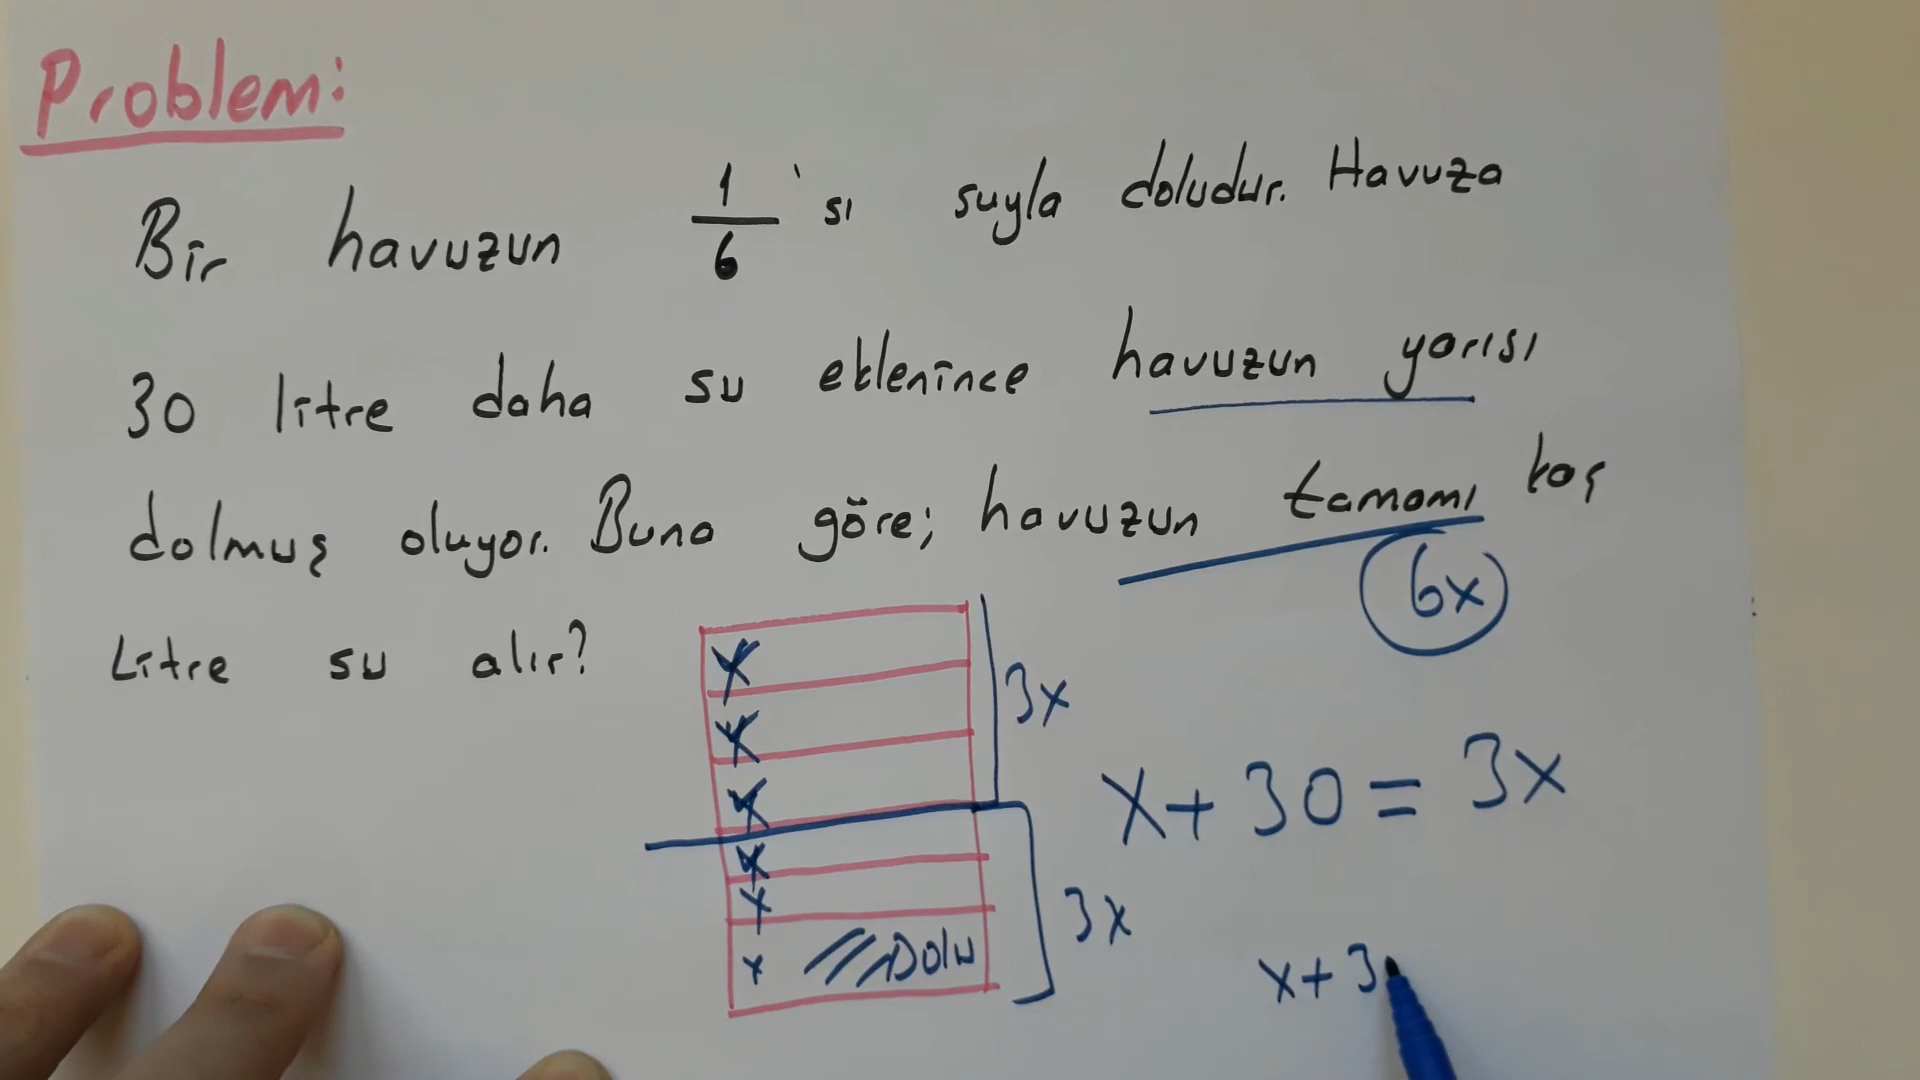 Problem:
Bir havuzun 1/6 'sı suyla doludur. Havuza
30 litre daha su eklenince havuzun yarısı
dolmuş oluyor. Buna göre; havuzun tamamı kaç
Litre su alır?
6x
x
x
x
x
x
x Dolu
3x
3x
x + 30 = 3x
x + 3